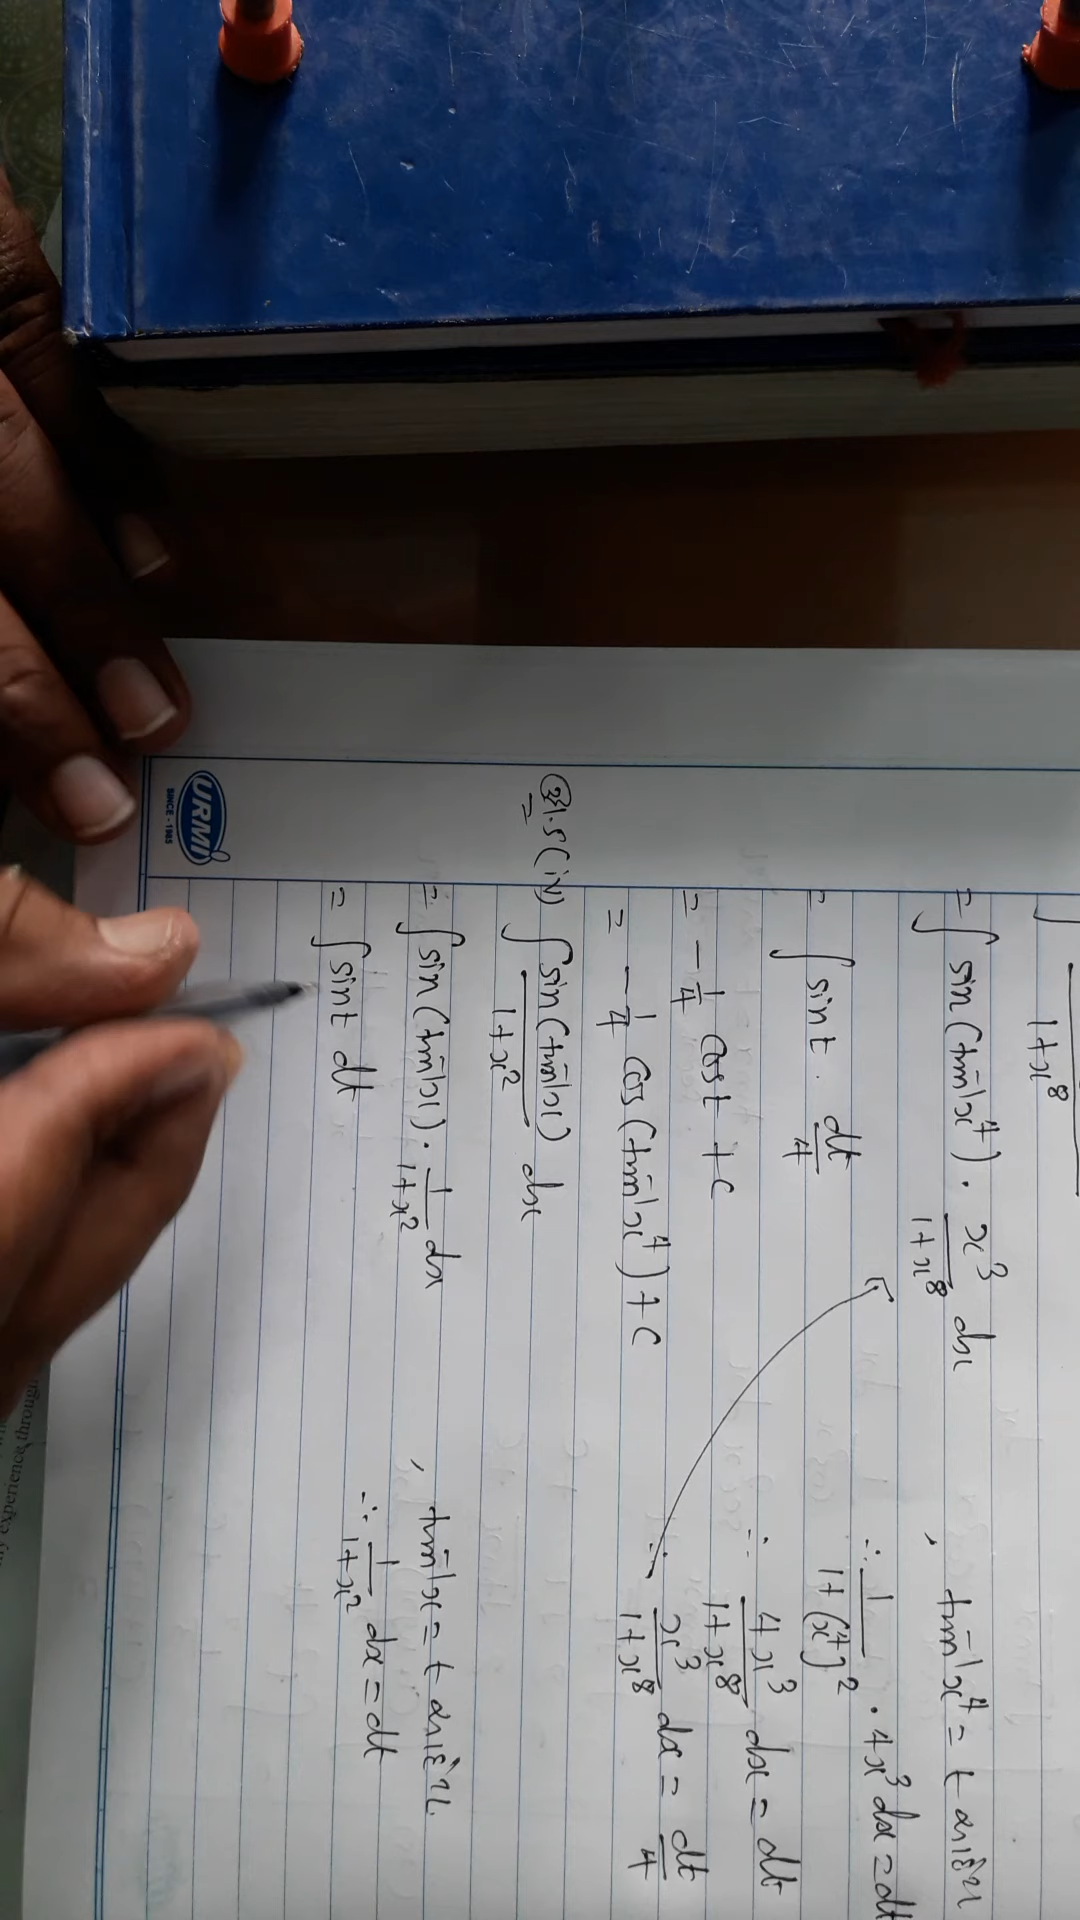 1+x⁸
= ∫ sin(tan⁻¹x⁴) · x³/(1+x⁸) dx , tan⁻¹x⁴ = t
= ∫ sin t · dt/4 ∴ 1/(1+(x⁴)²) · 4x³ dx = dt
= -1/4 cos t + c ∴ 4x³/(1+x⁸) dx = dt
= -1/4 cos(tan⁻¹x⁴) + c ∴ x³/(1+x⁸) dx = dt/4
.5 (iv) ∫ sin(tan⁻¹x)/(1+x²) dx
= ∫ sin(tan⁻¹x) · 1/(1+x²) dx , tan⁻¹x = t
= ∫ sin t dt ∴ 1/(1+x²) dx = dt
URMI
SINCE - 1985
my experience through